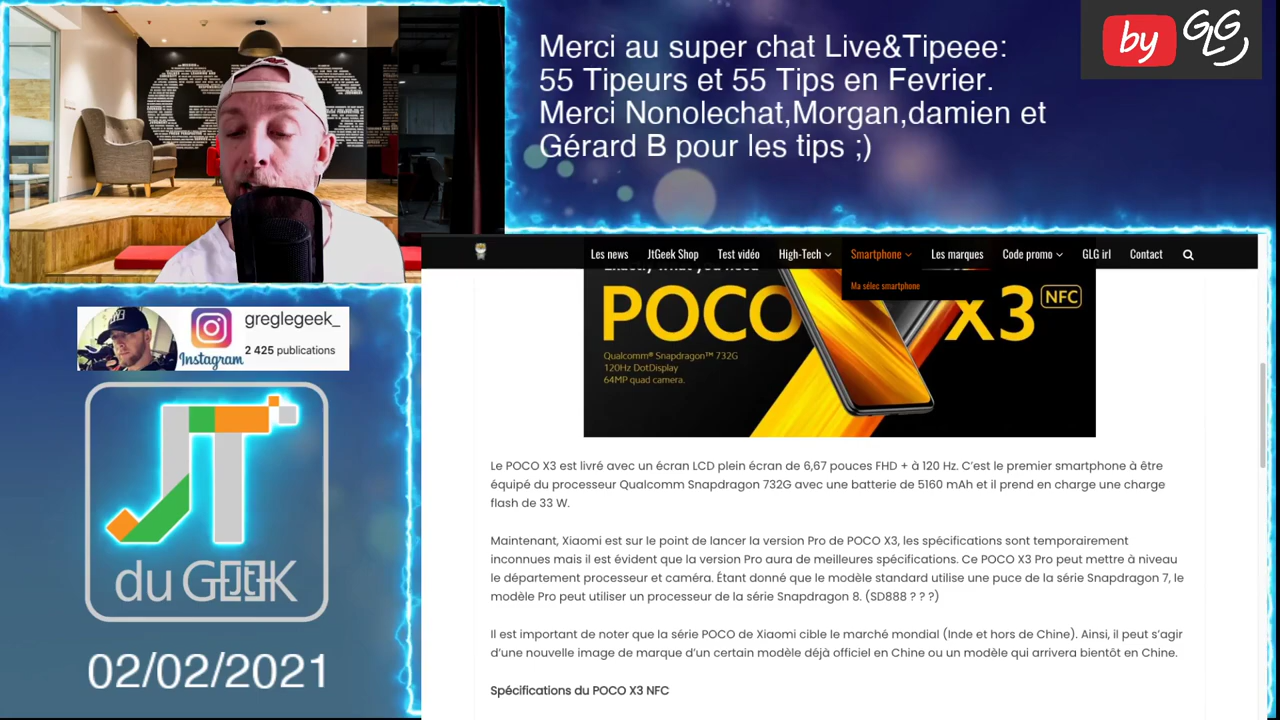 Merci au super chat Live&Tipeee:
55 Tipeurs et 55 Tips en Fevrier.
Merci Nonolechat,Morgan,damien et
Gérard B pour les tips ;)
by GLG
Les news JtGeek Shop Test vidéo High-Tech Smartphone Les marques Code promo GLG irl Contact
Ma sélec smartphone
greglegeek_
Instagram
2 425 publications
JT
du GEEK
02/02/2021
Exactly what you need
POCO X3 NFC
Qualcomm® Snapdragon™ 732G
120Hz DotDisplay
64MP quad camera.
Le POCO X3 est livré avec un écran LCD plein écran de 6,67 pouces FHD + à 120 Hz. C’est le premier smartphone à être
équipé du processeur Qualcomm Snapdragon 732G avec une batterie de 5160 mAh et il prend en charge une charge
flash de 33 W.
Maintenant, Xiaomi est sur le point de lancer la version Pro de POCO X3, les spécifications sont temporairement
inconnues mais il est évident que la version Pro aura de meilleures spécifications. Ce POCO X3 Pro peut mettre à niveau
le département processeur et caméra. Étant donné que le modèle standard utilise une puce de la série Snapdragon 7, le
modèle Pro peut utiliser un processeur de la série Snapdragon 8. (SD888 ? ? ?)
Il est important de noter que la série POCO de Xiaomi cible le marché mondial (Inde et hors de Chine). Ainsi, il peut s’agir
d’une nouvelle image de marque d’un certain modèle déjà officiel en Chine ou un modèle qui arrivera bientôt en Chine.
Spécifications du POCO X3 NFC